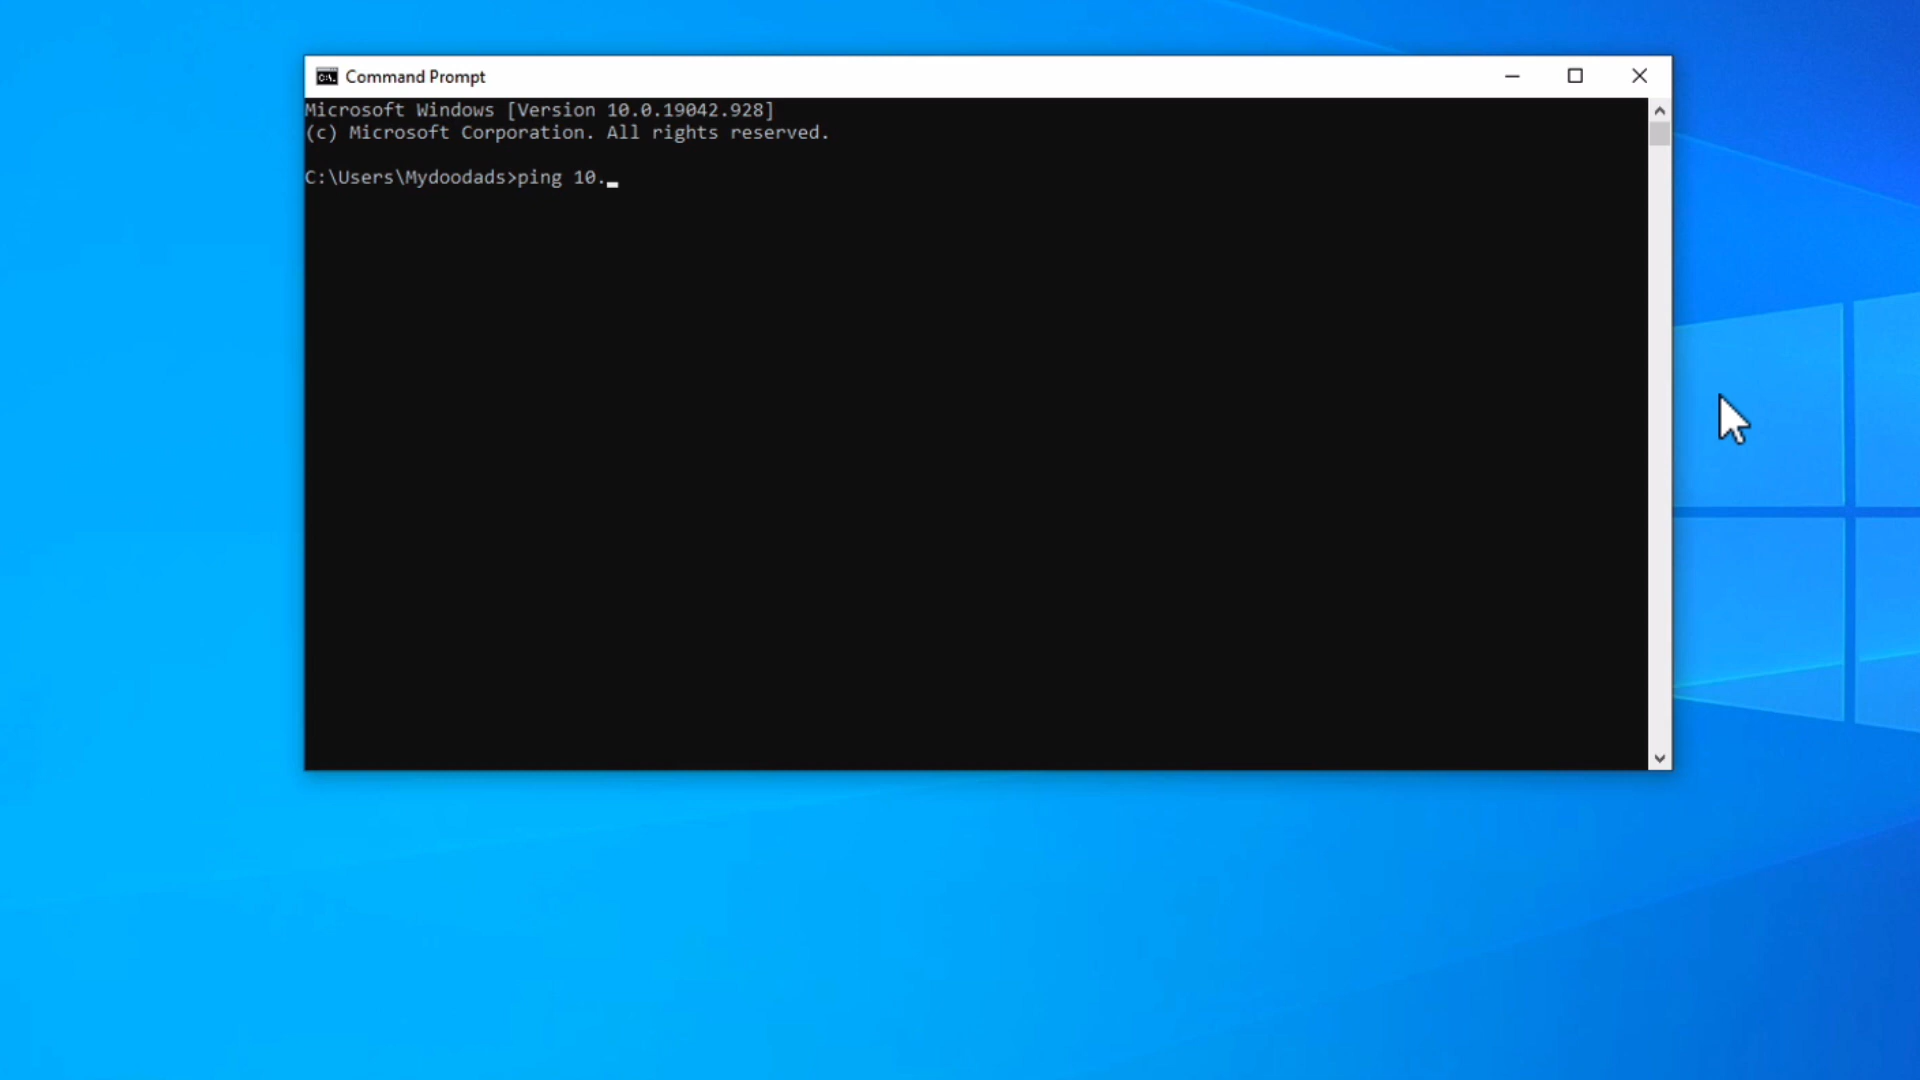 Command Prompt
Microsoft Windows [Version 10.0.19042.928]
(c) Microsoft Corporation. All rights reserved.
C:\Users\Mydoodads>ping 10.